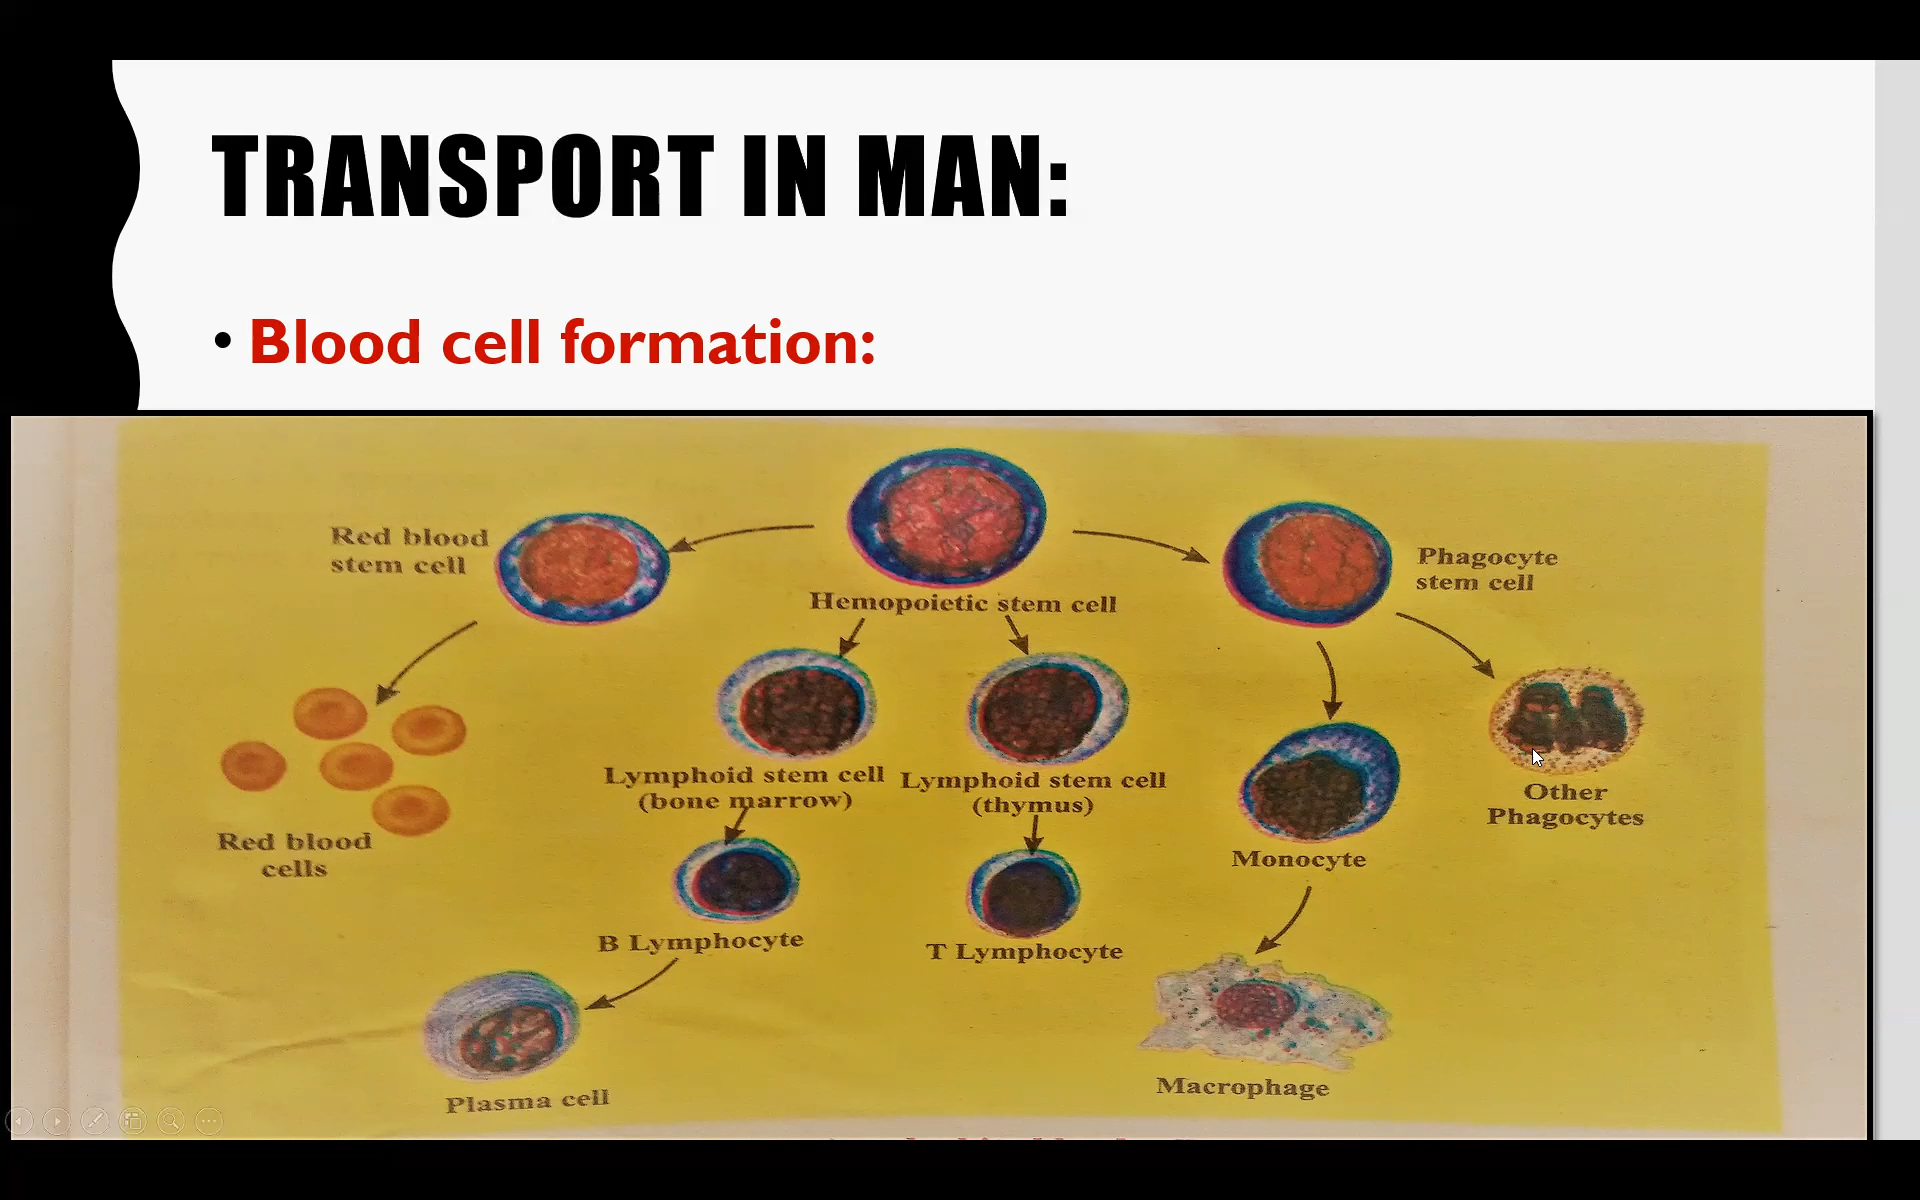 TRANSPORT IN MAN:
• Blood cell formation:
Red blood
stem cell
Hemopoietic stem cell
Phagocyte
stem cell
Lymphoid stem cell
(bone marrow)
Lymphoid stem cell
(thymus)
Other
Phagocytes
Red blood
cells
Monocyte
B Lymphocyte
T Lymphocyte
Plasma cell
Macrophage